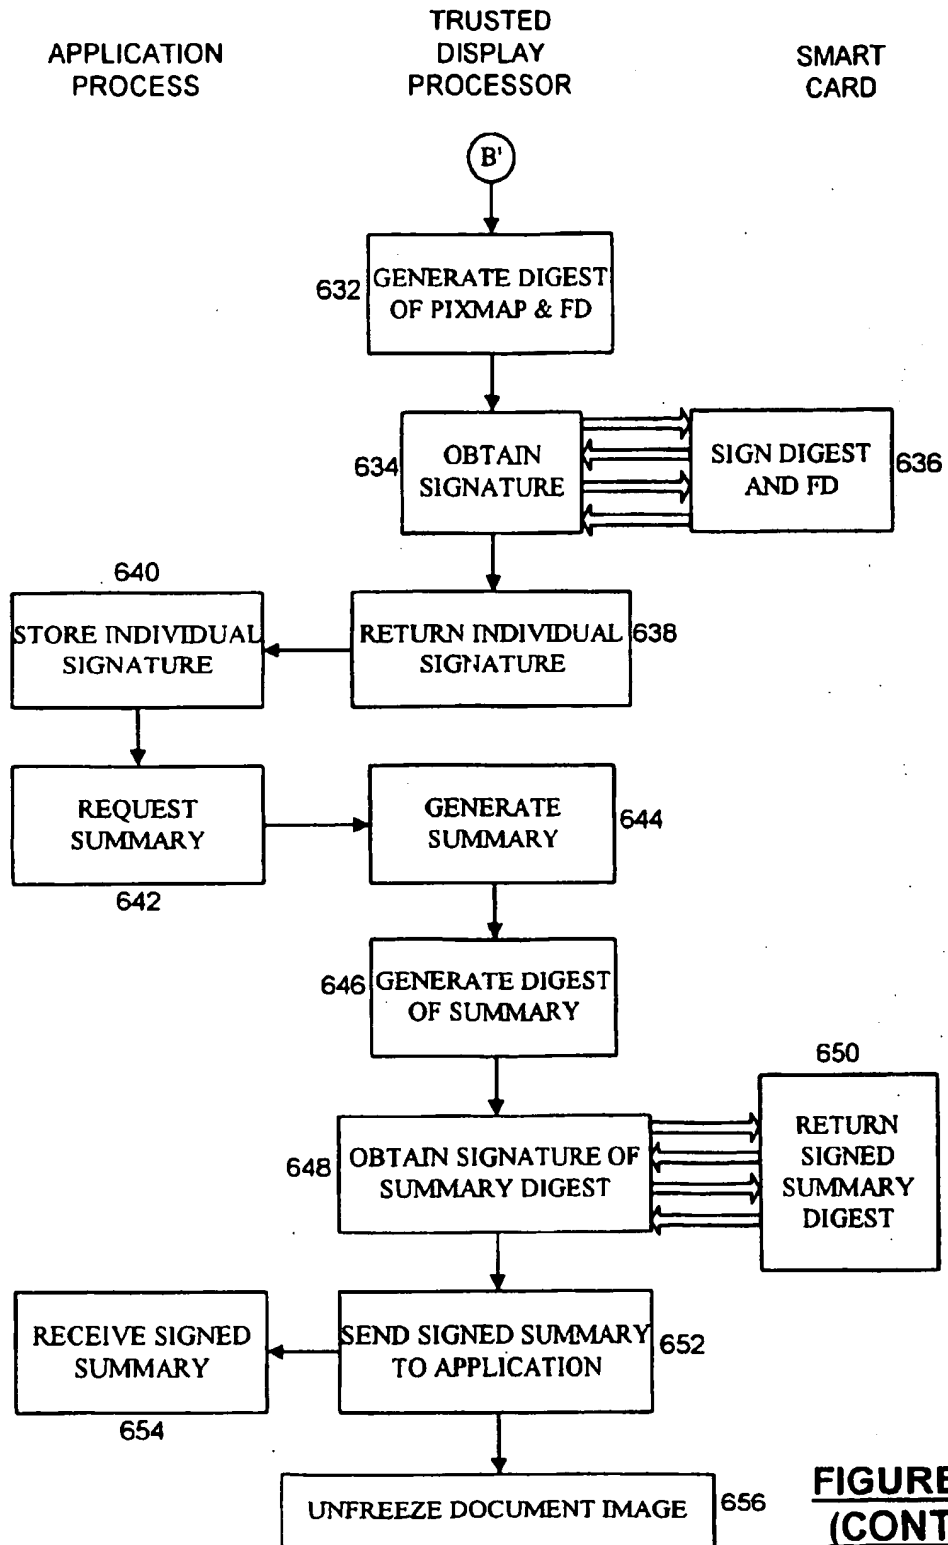 APPLICATION
PROCESS
TRUSTED
DISPLAY
PROCESSOR
SMART
CARD
B'
632
GENERATE DIGEST
OF PIXMAP & FD
634
OBTAIN
SIGNATURE
SIGN DIGEST
AND FD
636
640
STORE INDIVIDUAL
SIGNATURE
RETURN INDIVIDUAL
SIGNATURE
638
REQUEST
SUMMARY
642
GENERATE
SUMMARY
644
646
GENERATE DIGEST
OF SUMMARY
648
OBTAIN SIGNATURE OF
SUMMARY DIGEST
650
RETURN
SIGNED
SUMMARY
DIGEST
RECEIVE SIGNED
SUMMARY
654
SEND SIGNED SUMMARY
TO APPLICATION
652
UNFREEZE DOCUMENT IMAGE
656
FIGURE
(CONT